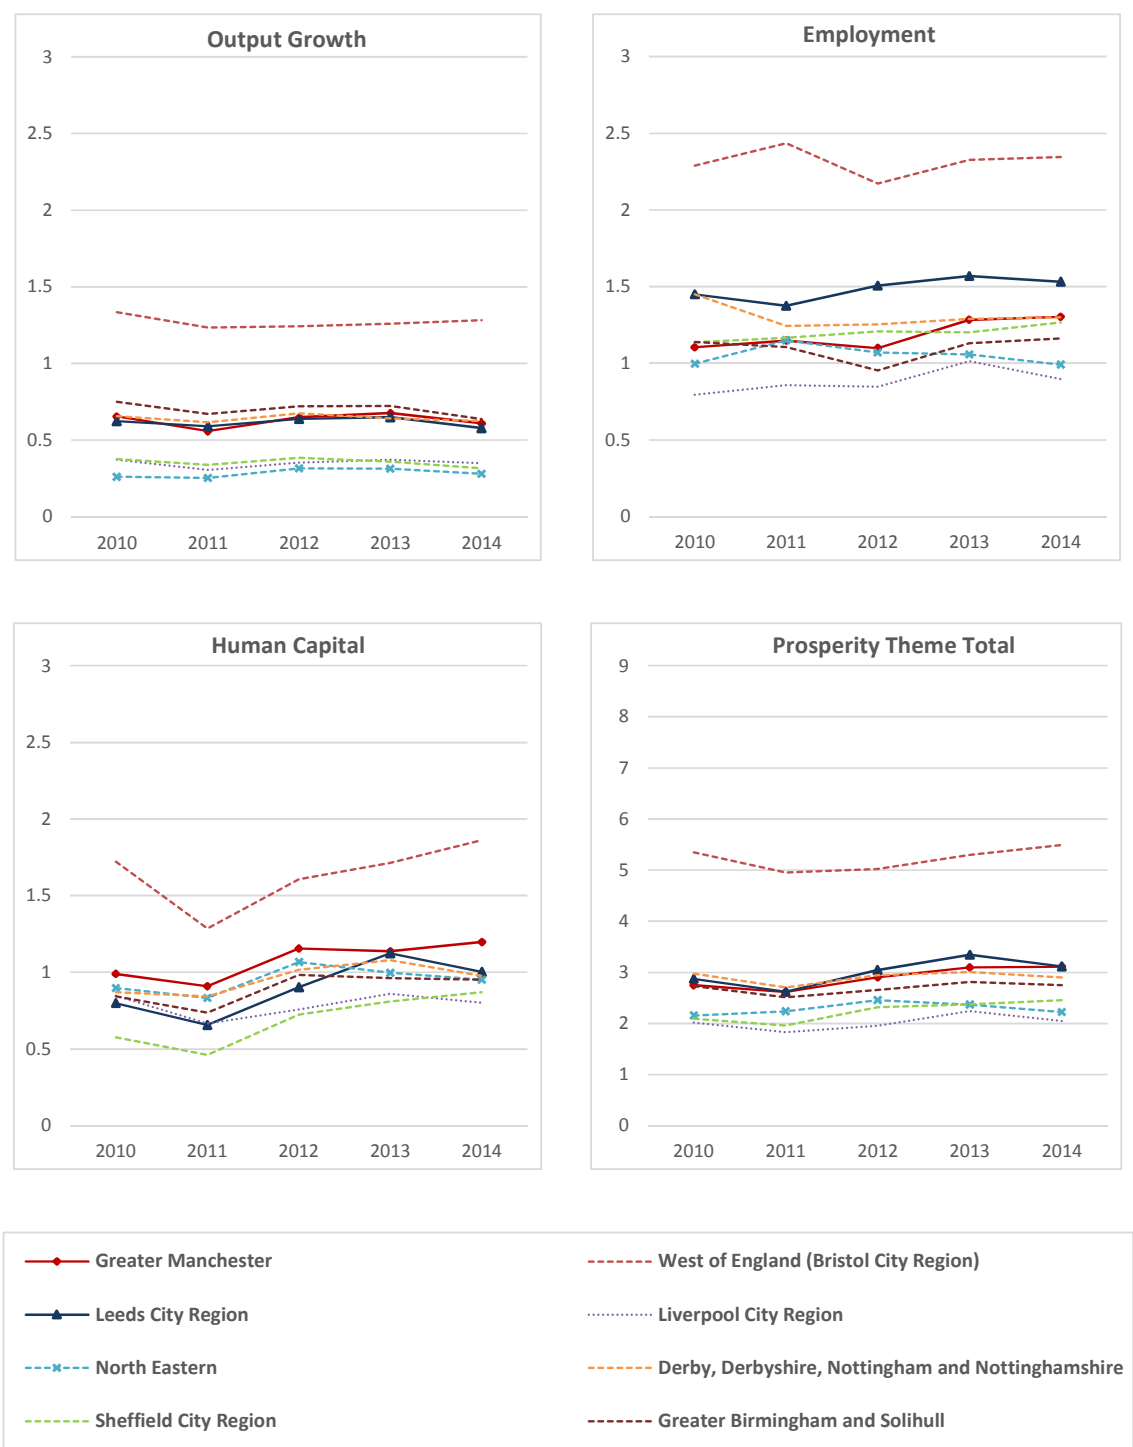 Output Growth
3
2.5
2
1.5
1
0.5
0
2010 2011 2012 2013 2014
Employment
3
2.5
2
1.5
1
0.5
0
2010 2011 2012 2013 2014
Human Capital
3
2.5
2
1.5
1
0.5
0
2010 2011 2012 2013 2014
Prosperity Theme Total
9
8
7
6
5
4
3
2
1
0
2010 2011 2012 2013 2014
Greater Manchester
West of England (Bristol City Region)
Leeds City Region
Liverpool City Region
North Eastern
Derby, Derbyshire, Nottingham and Nottinghamshire
Sheffield City Region
Greater Birmingham and Solihull